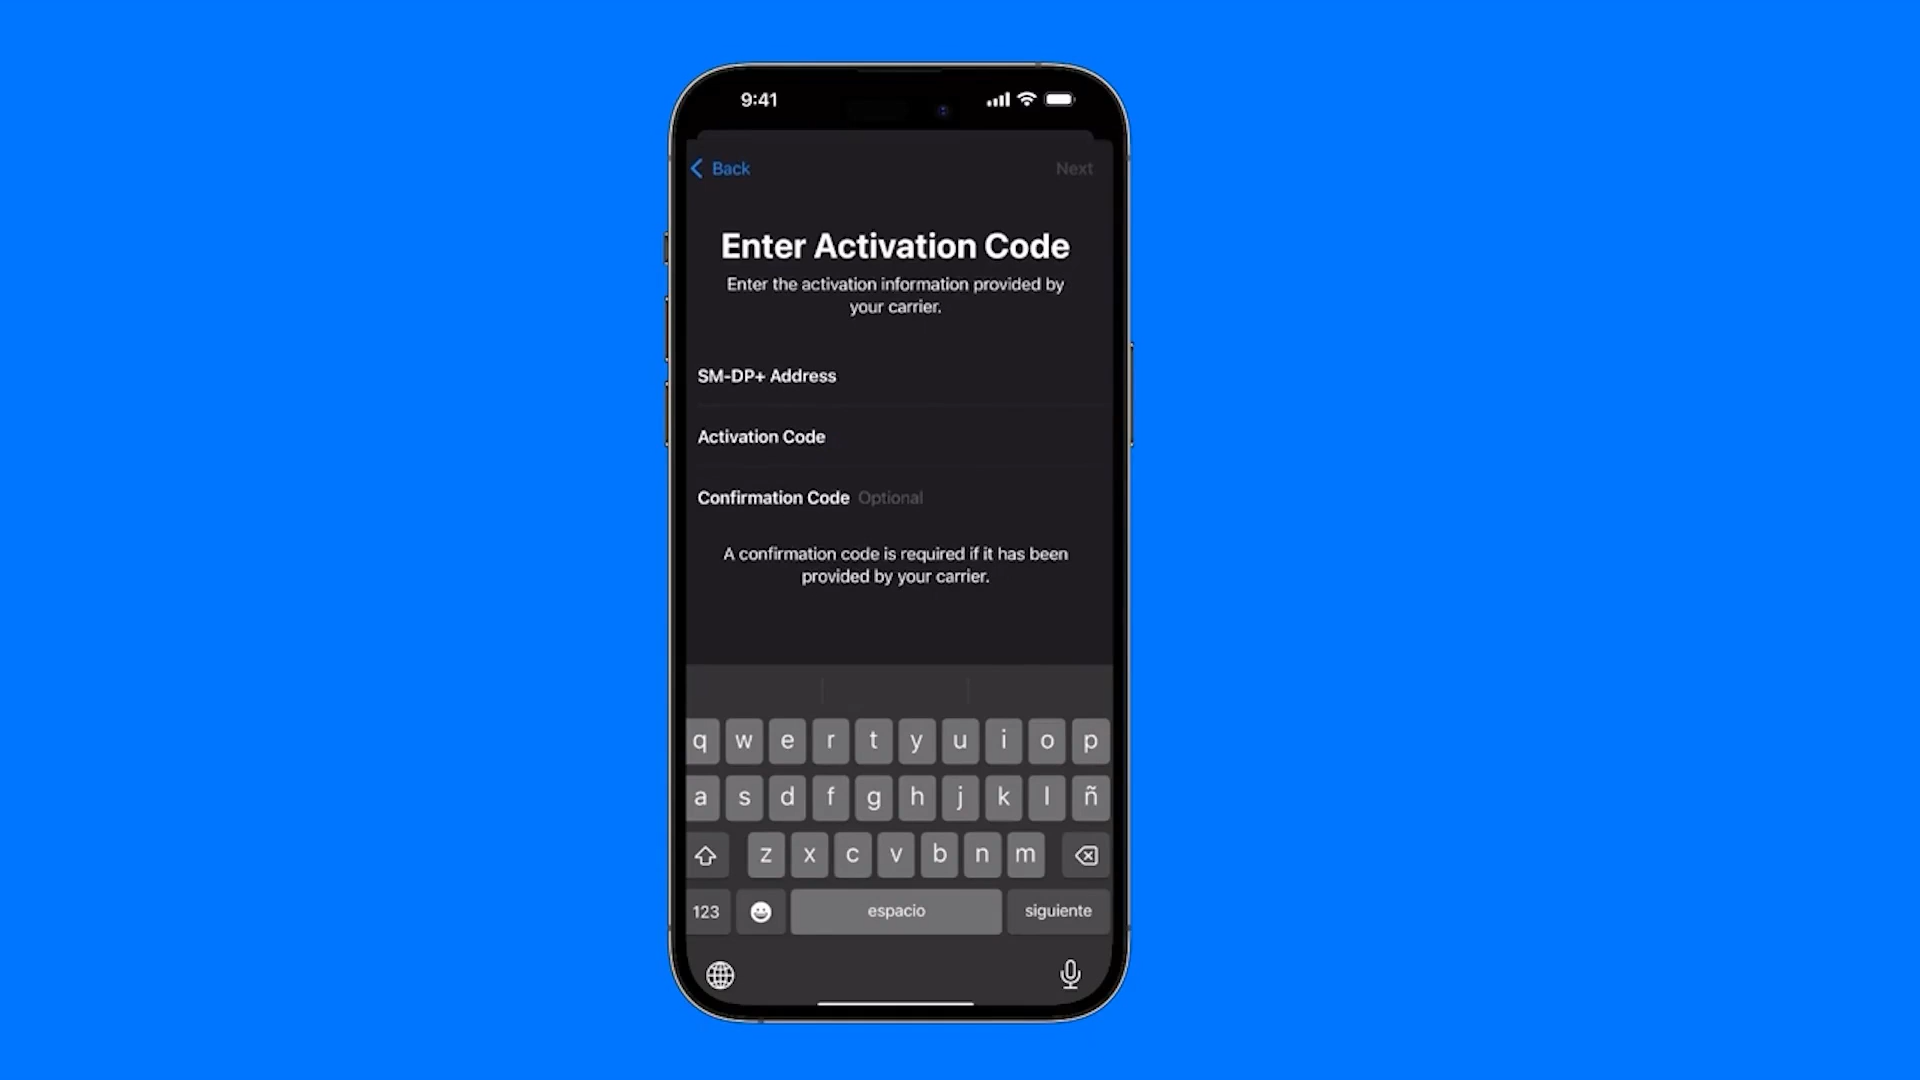 9:41
Back
Next
Enter Activation Code
Enter the activation information provided by
your carrier.
SM-DP+ Address
Activation Code
Confirmation Code Optional
A confirmation code is required if it has been
provided by your carrier.
q w e r t y u i o p
a s d f g h j k l ñ
z x c v b n m
123 espacio siguiente